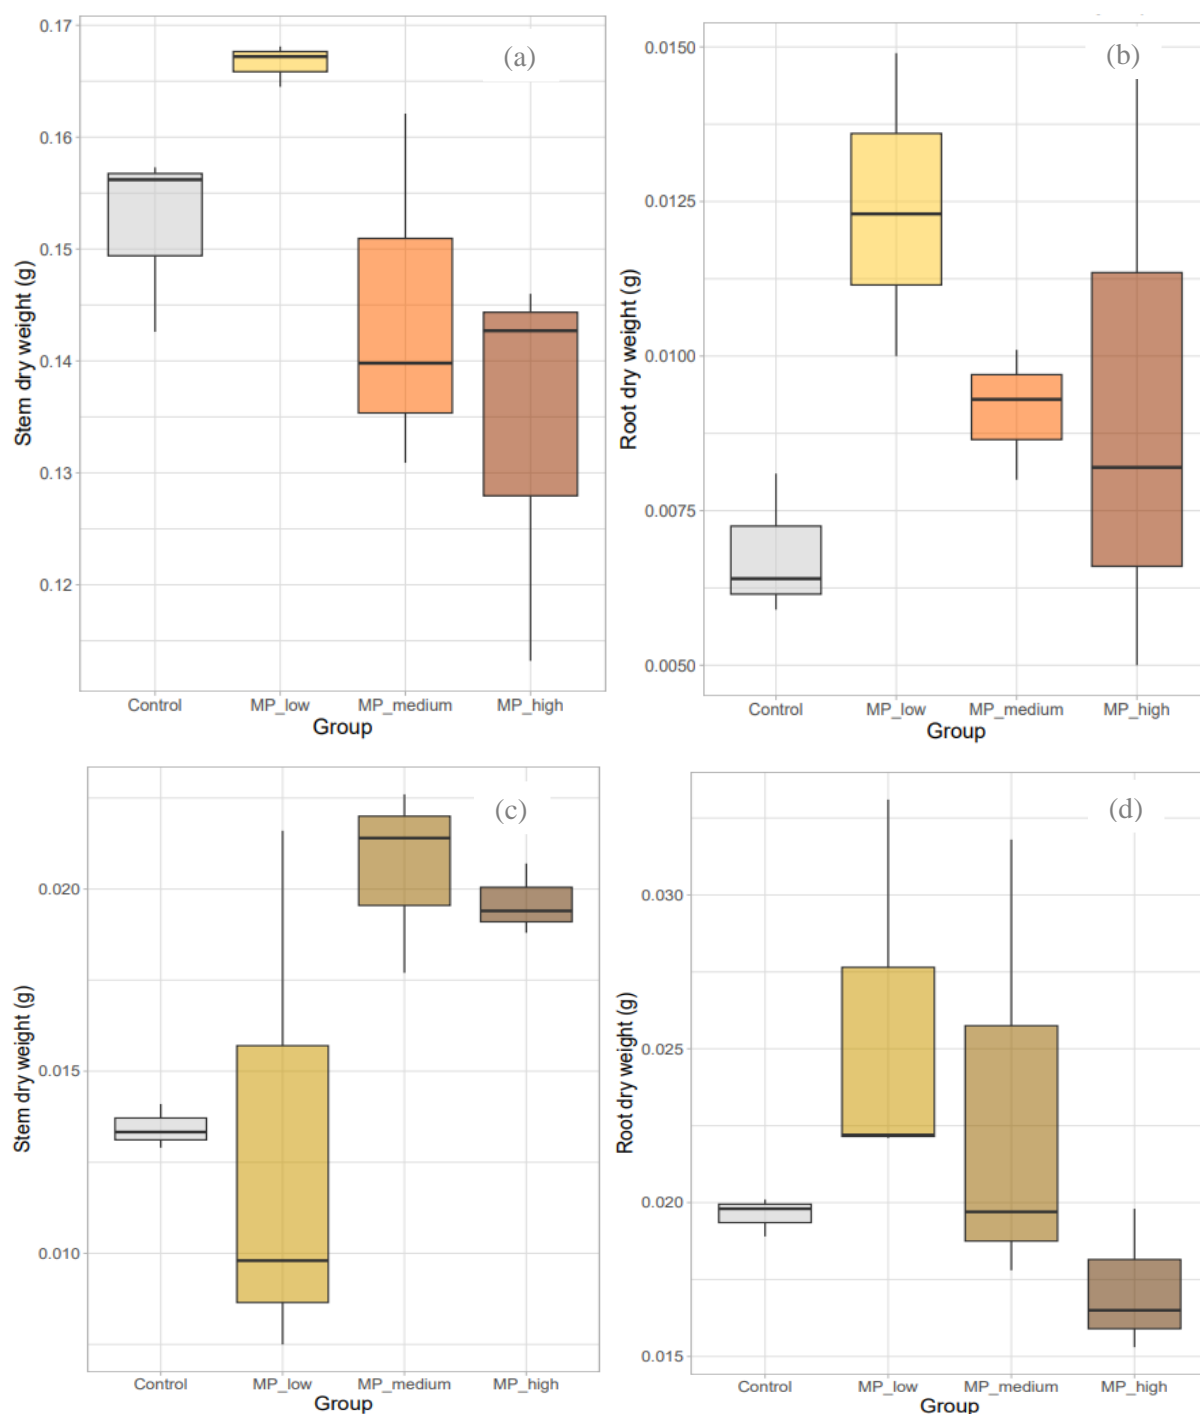 (a)
Stem dry weight (g)
0.17
0.16
0.15
0.14
0.13
0.12
Control MP_low MP_medium MP_high
Group
(b)
Root dry weight (g)
0.0150
0.0125
0.0100
0.0075
0.0050
Control MP_low MP_medium MP_high
Group
(c)
Stem dry weight (g)
0.020
0.015
0.010
Control MP_low MP_medium MP_high
Group
(d)
Root dry weight (g)
0.030
0.025
0.020
0.015
Control MP_low MP_medium MP_high
Group